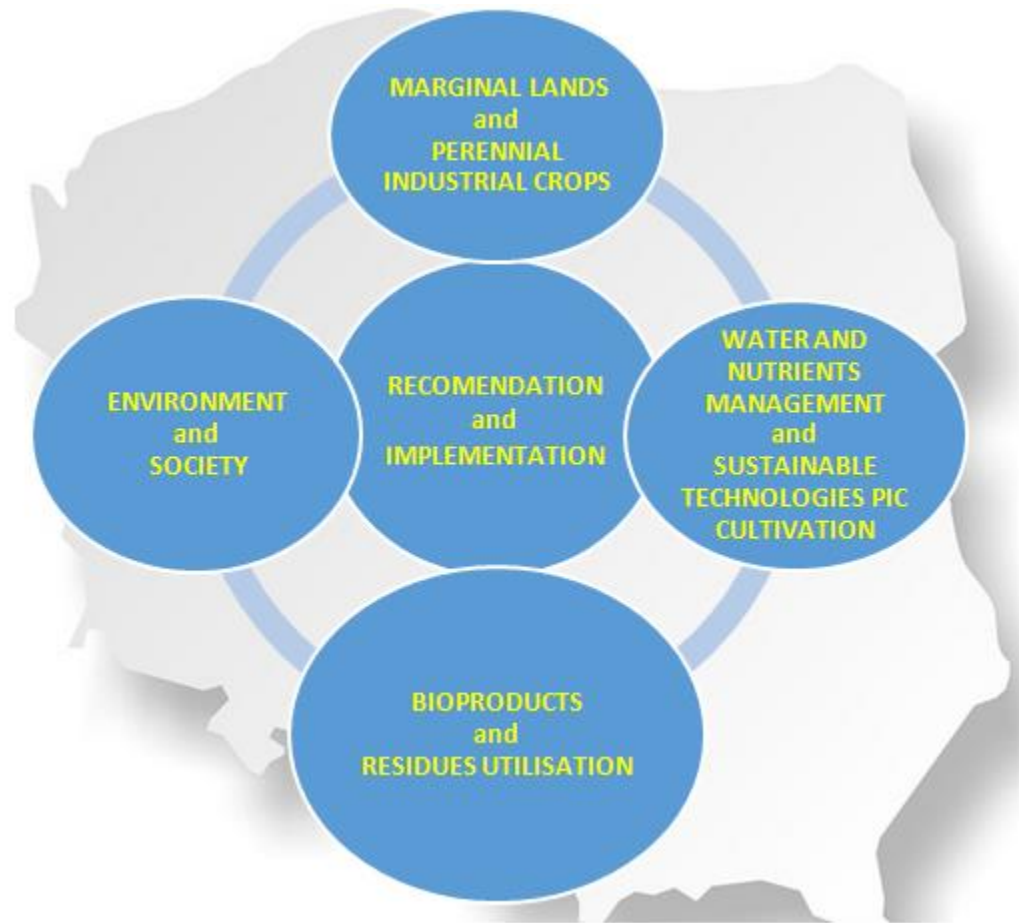 MARGINAL LANDS
and
PERENNIAL
INDUSTRIAL CROPS
ENVIRONMENT
and
SOCIETY
RECOMENDATION
and
IMPLEMENTATION
WATER AND
NUTRIENTS
MANAGEMENT
and
SUSTAINABLE
TECHNOLOGIES PIC
CULTIVATION
BIOPRODUCTS
and
RESIDUES UTILISATION